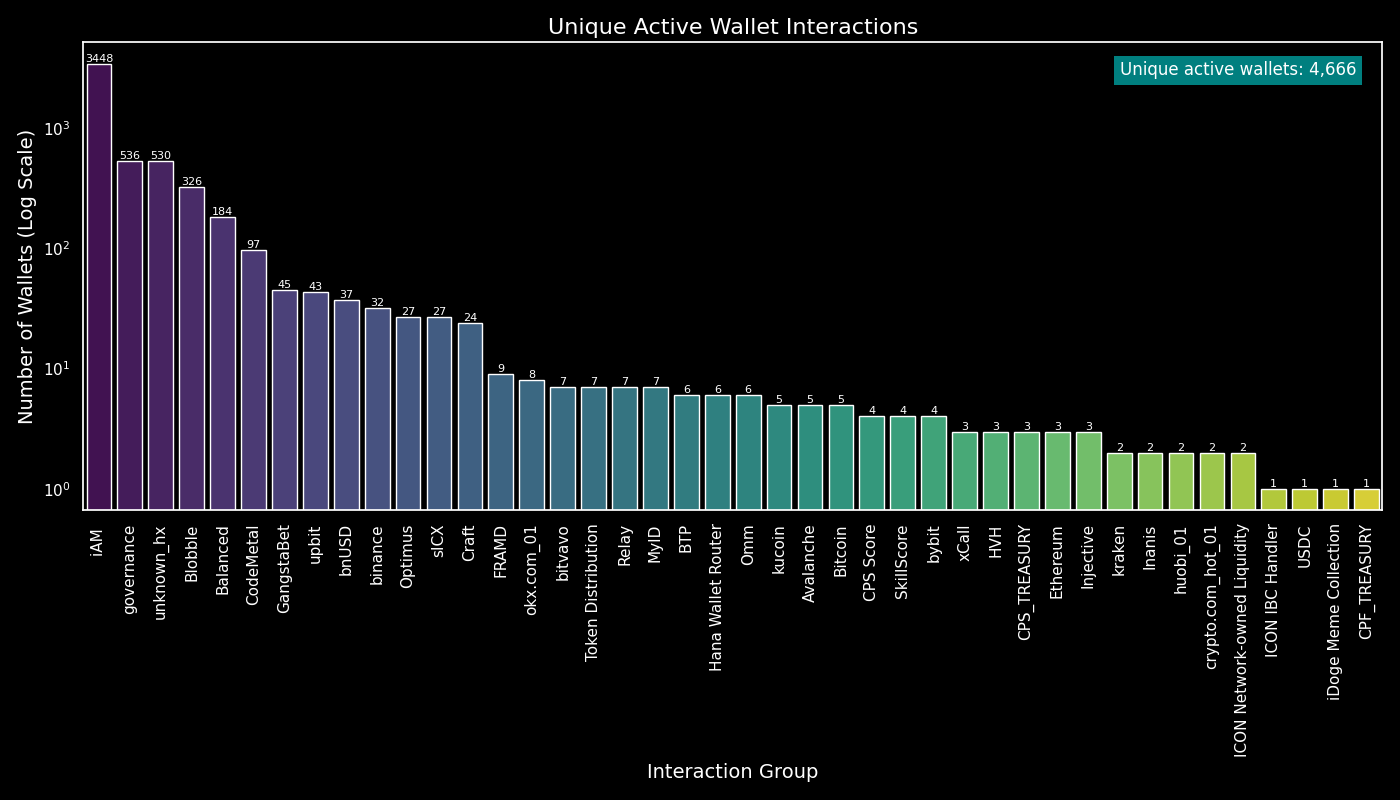 Unique Active Wallet Interactions
Unique active wallets: 4,666
Number of Wallets (Log Scale)
10³
10²
10¹
10⁰
3448
536
530
326
184
97
45
43
37
32
27
27
24
9
8
7
7
7
7
6
6
6
5
5
5
4
4
4
3
3
3
3
3
2
2
2
2
2
1
1
1
1
iAM
governance
unknown_hx
Blobble
Balanced
CodeMetal
GangstaBet
upbit
bnUSD
binance
Optimus
sICX
Craft
FRAMD
okx.com_01
bitvavo
Token Distribution
Relay
MyID
BTP
Hana Wallet Router
Omm
kucoin
Avalanche
Bitcoin
CPS Score
SkillScore
bybit
xCall
HVH
CPS_TREASURY
Ethereum
Injective
kraken
Inanis
huobi_01
crypto.com_hot_01
ICON Network-owned Liquidity
ICON IBC Handler
USDC
iDoge Meme Collection
CPF_TREASURY
Interaction Group